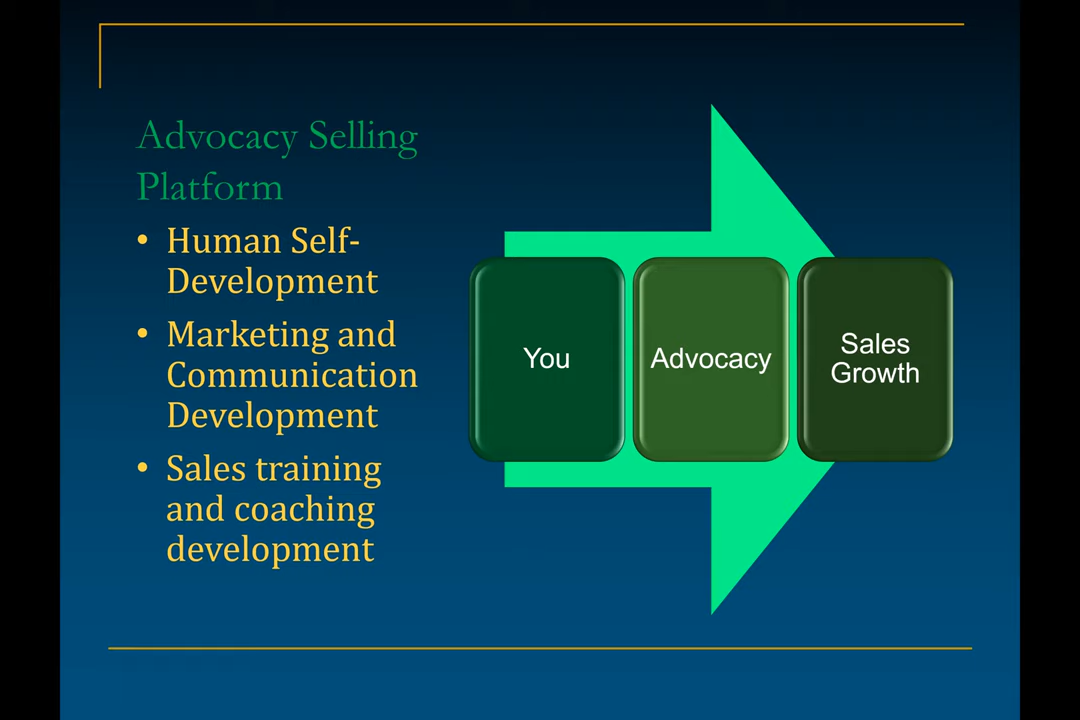 Advocacy Selling
Platform
• Human Self-
Development
• Marketing and
Communication
Development
• Sales training
and coaching
development
You
Advocacy
Sales
Growth